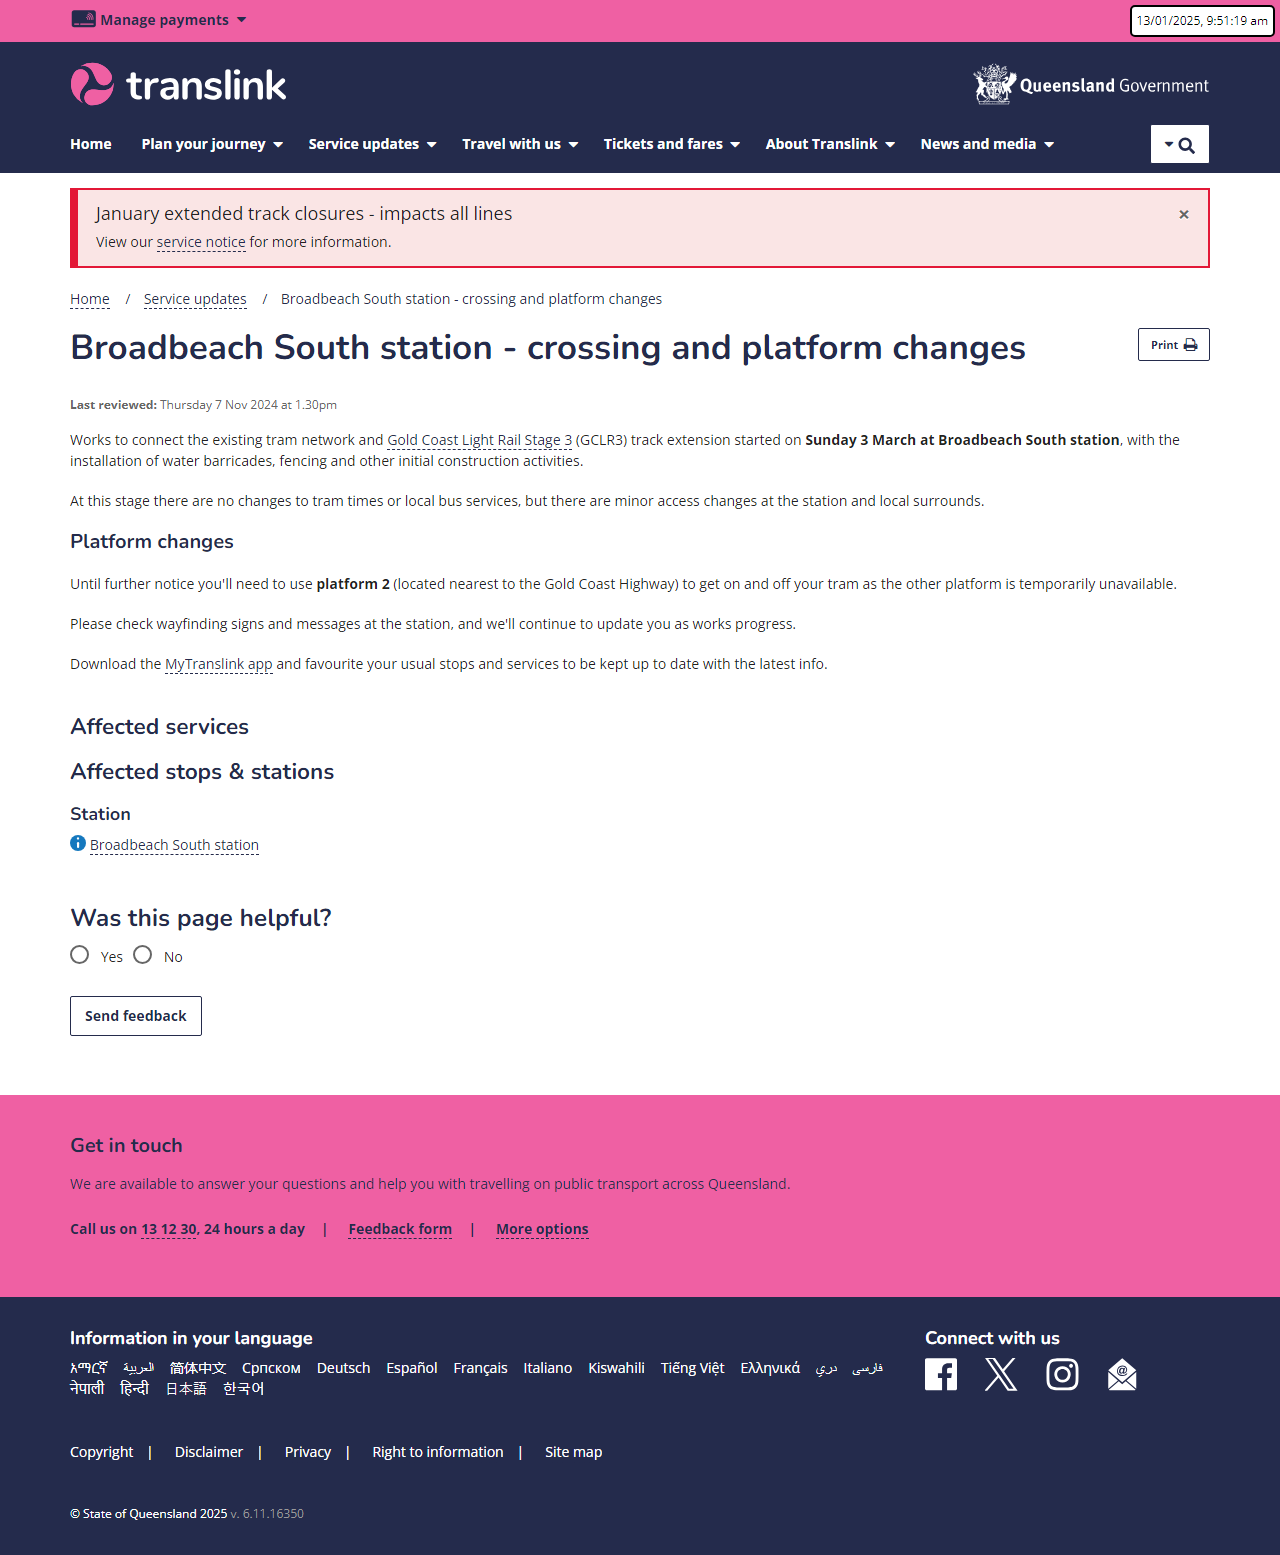 Manage payments
13/01/2025, 9:51:19 am
translink
Queensland Government
Home Plan your journey Service updates Travel with us Tickets and fares About Translink News and media
January extended track closures - impacts all lines
×
View our service notice for more information.
Home / Service updates / Broadbeach South station - crossing and platform changes
Broadbeach South station - crossing and platform changes
Print
Last reviewed: Thursday 7 Nov 2024 at 1.30pm
Works to connect the existing tram network and Gold Coast Light Rail Stage 3 (GCLR3) track extension started on Sunday 3 March at Broadbeach South station, with the
installation of water barricades, fencing and other initial construction activities.
At this stage there are no changes to tram times or local bus services, but there are minor access changes at the station and local surrounds.
Platform changes
Until further notice you'll need to use platform 2 (located nearest to the Gold Coast Highway) to get on and off your tram as the other platform is temporarily unavailable.
Please check wayfinding signs and messages at the station, and we'll continue to update you as works progress.
Download the MyTranslink app and favourite your usual stops and services to be kept up to date with the latest info.
Affected services
Affected stops & stations
Station
Broadbeach South station
Was this page helpful?
Yes No
Send feedback
Get in touch
We are available to answer your questions and help you with travelling on public transport across Queensland.
Call us on 13 12 30, 24 hours a day | Feedback form | More options
Information in your language
Connect with us
አማርኛ العربية 简体中文 Српском Deutsch Español Français Italiano Kiswahili Tiếng Việt Ελληνικά دري فارسی
नेपाली हिन्दी 日本語 한국어
Copyright | Disclaimer | Privacy | Right to information | Site map
© State of Queensland 2025 v. 6.11.16350